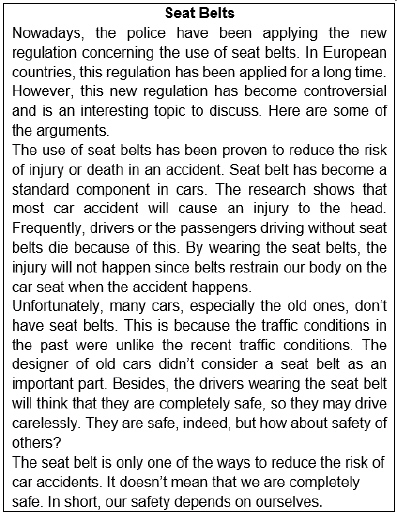 Seat Belts
Nowadays, the police have been applying the new
regulation concerning the use of seat belts. In European
countries, this regulation has been applied for a long time.
However, this new regulation has become controversial
and is an interesting topic to discuss. Here are some of
the arguments.
The use of seat belts has been proven to reduce the risk
of injury or death in an accident. Seat belt has become a
standard component in cars. The research shows that
most car accident will cause an injury to the head.
Frequently, drivers or the passengers driving without seat
belts die because of this. By wearing the seat belts, the
injury will not happen since belts restrain our body on the
car seat when the accident happens.
Unfortunately, many cars, especially the old ones, don't
have seat belts. This is because the traffic conditions in
the past were unlike the recent traffic conditions. The
designer of old cars didn't consider a seat belt as an
important part. Besides, the drivers wearing the seat belt
will think that they are completely safe, so they may drive
carelessly. They are safe, indeed, but how about safety of
others?
The seat belt is only one of the ways to reduce the risk of
car accidents. It doesn't mean that we are completely
safe. In short, our safety depends on ourselves.